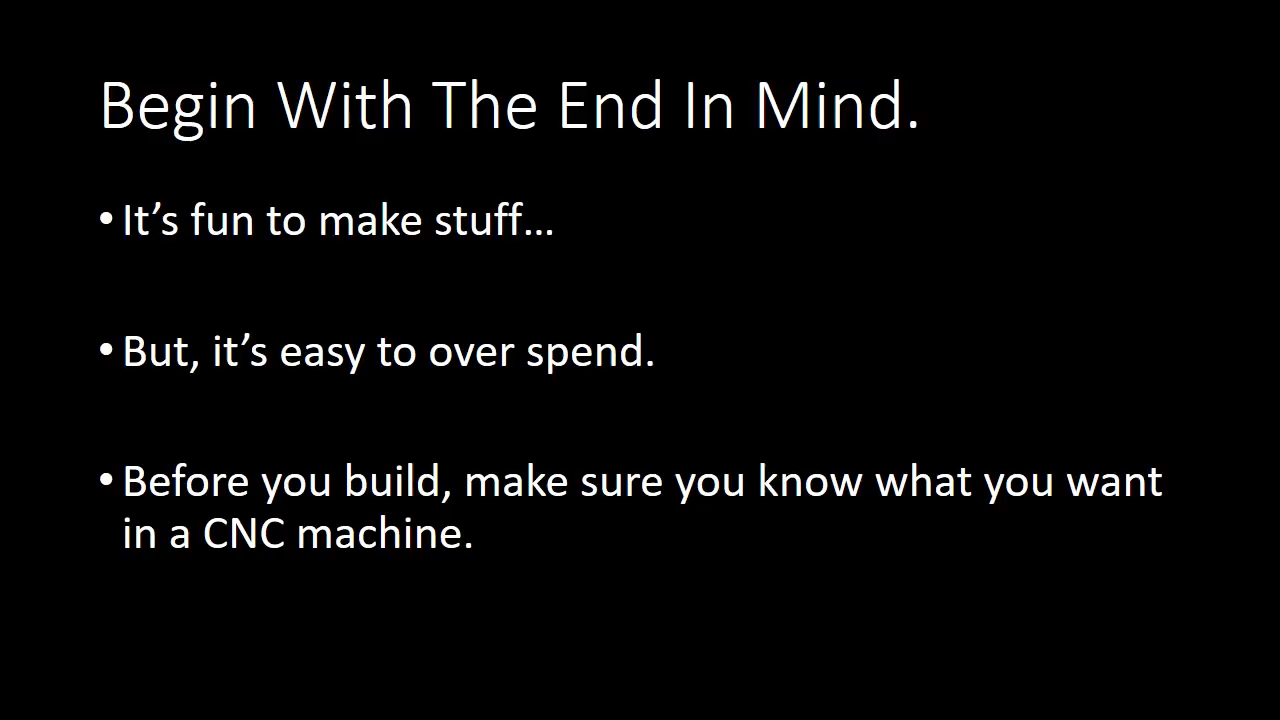 Begin With The End In Mind.
• It’s fun to make stuff…
• But, it’s easy to over spend.
• Before you build, make sure you know what you want
in a CNC machine.